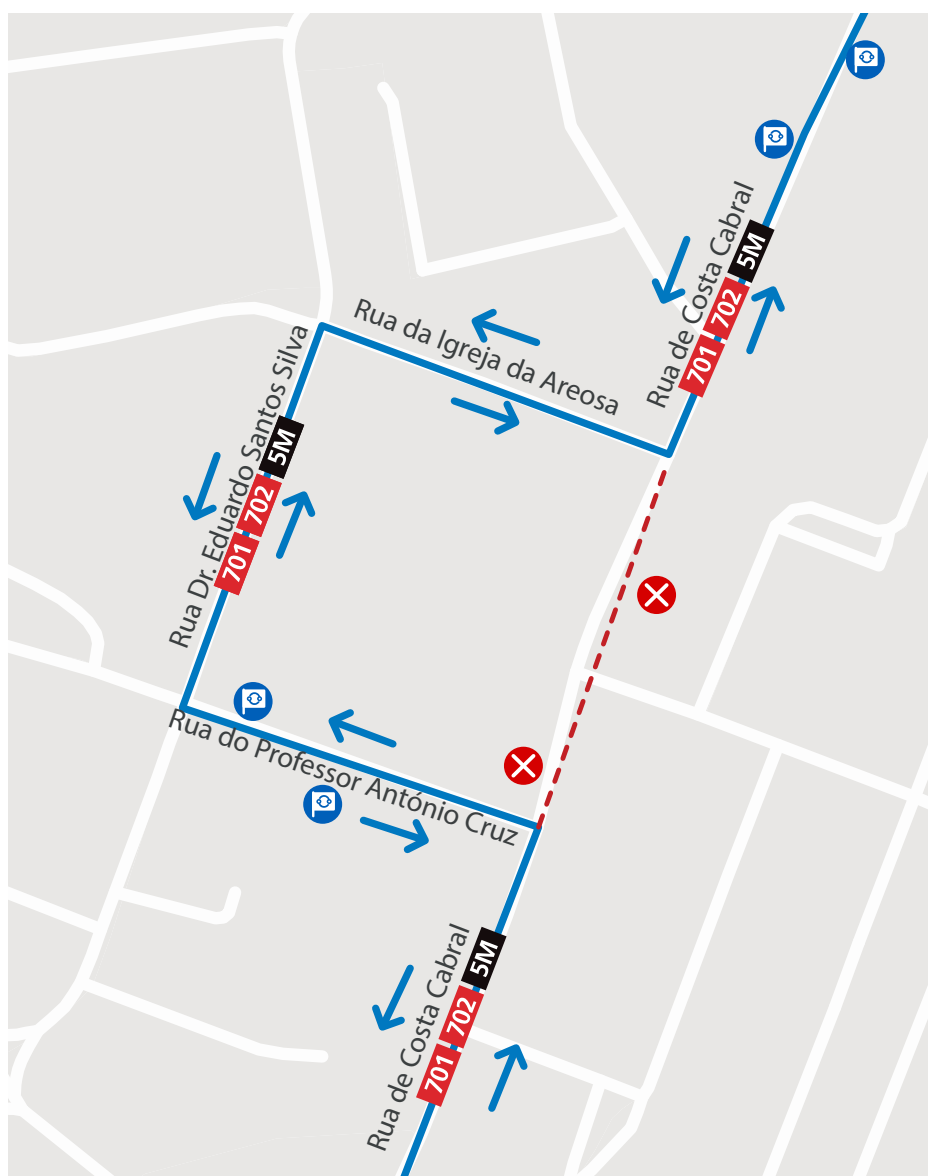 Rua de Costa Cabral
701 702 5M
Rua da Igreja da Areosa
Rua Dr. Eduardo Santos Silva
701 702 5M
Rua do Professor António Cruz
Rua de Costa Cabral
701 702 5M